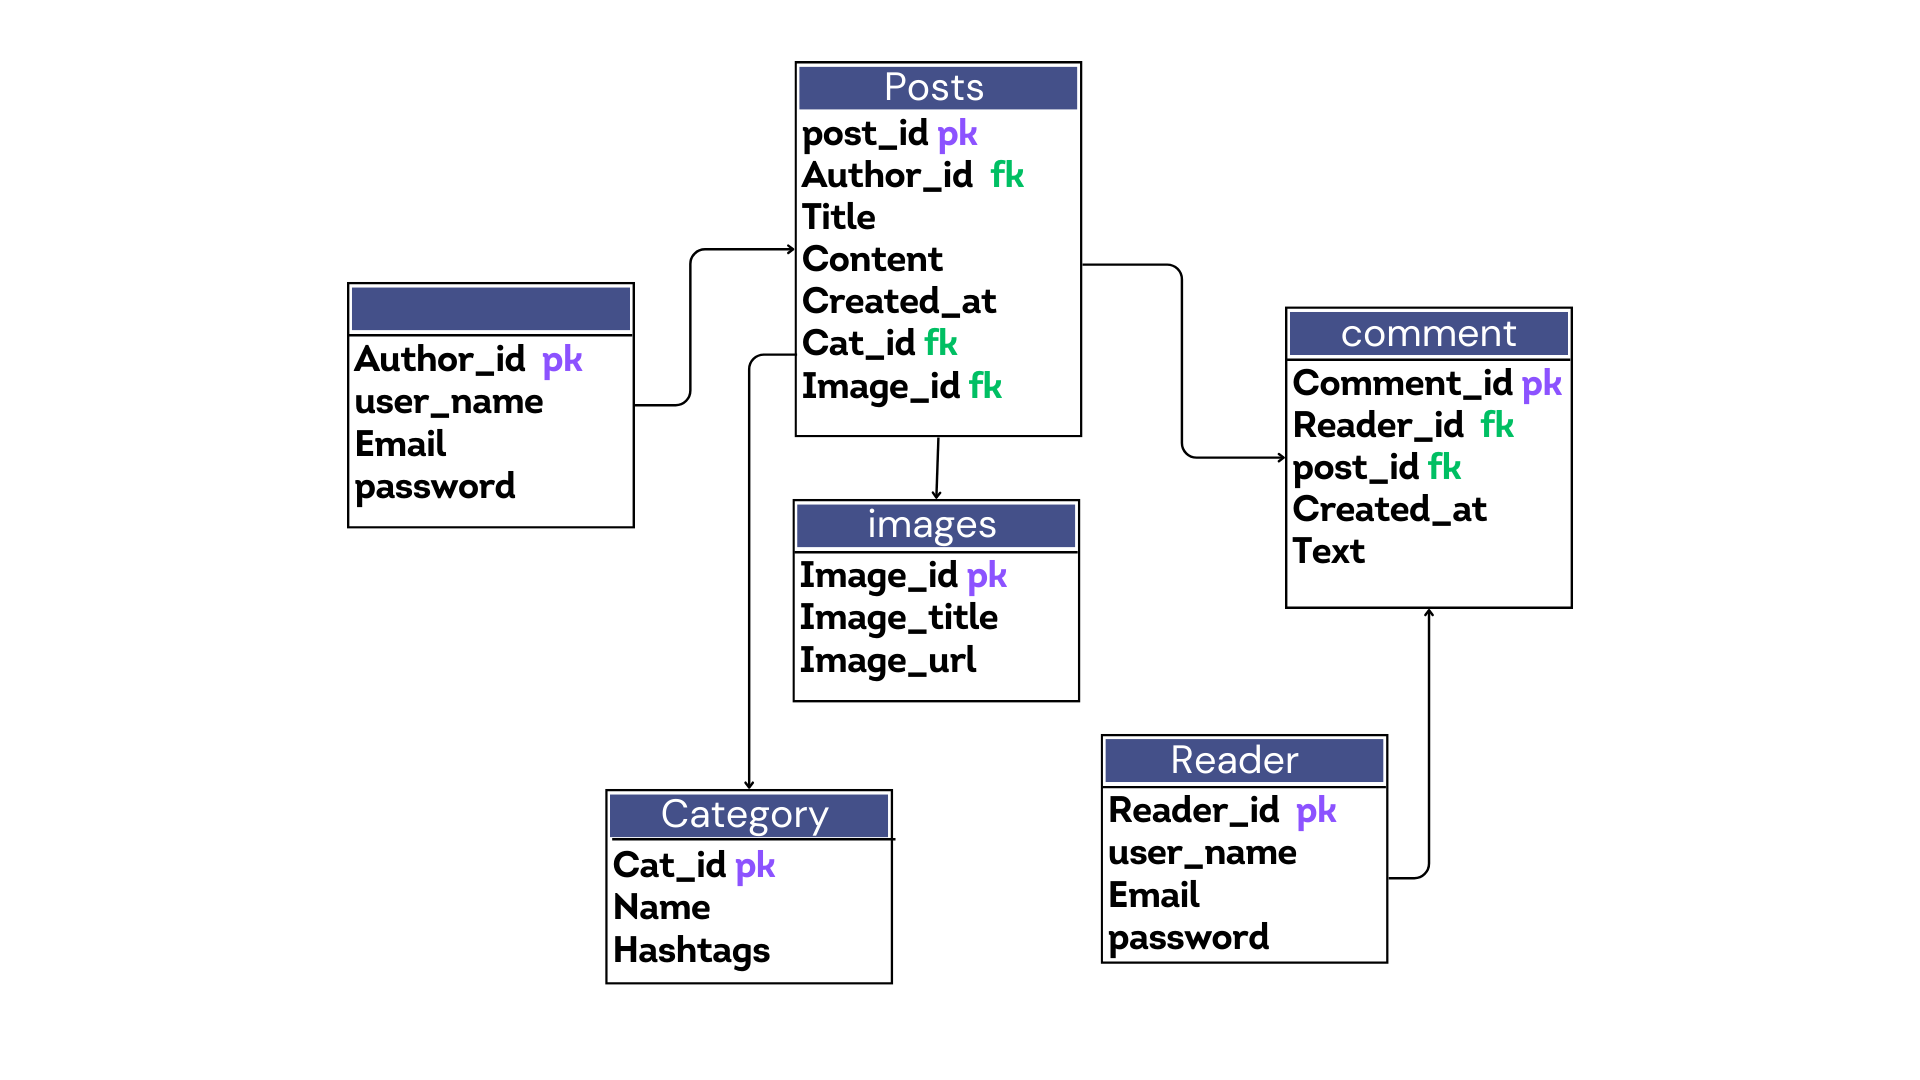 Posts
post_id pk
Author_id fk
Title
Content
Created_at
Cat_id fk
Image_id fk
Author_id pk
user_name
Email
password
comment
Comment_id pk
Reader_id fk
post_id fk
Created_at
Text
images
Image_id pk
Image_title
Image_url
Reader
Reader_id pk
user_name
Email
password
Category
Cat_id pk
Name
Hashtags